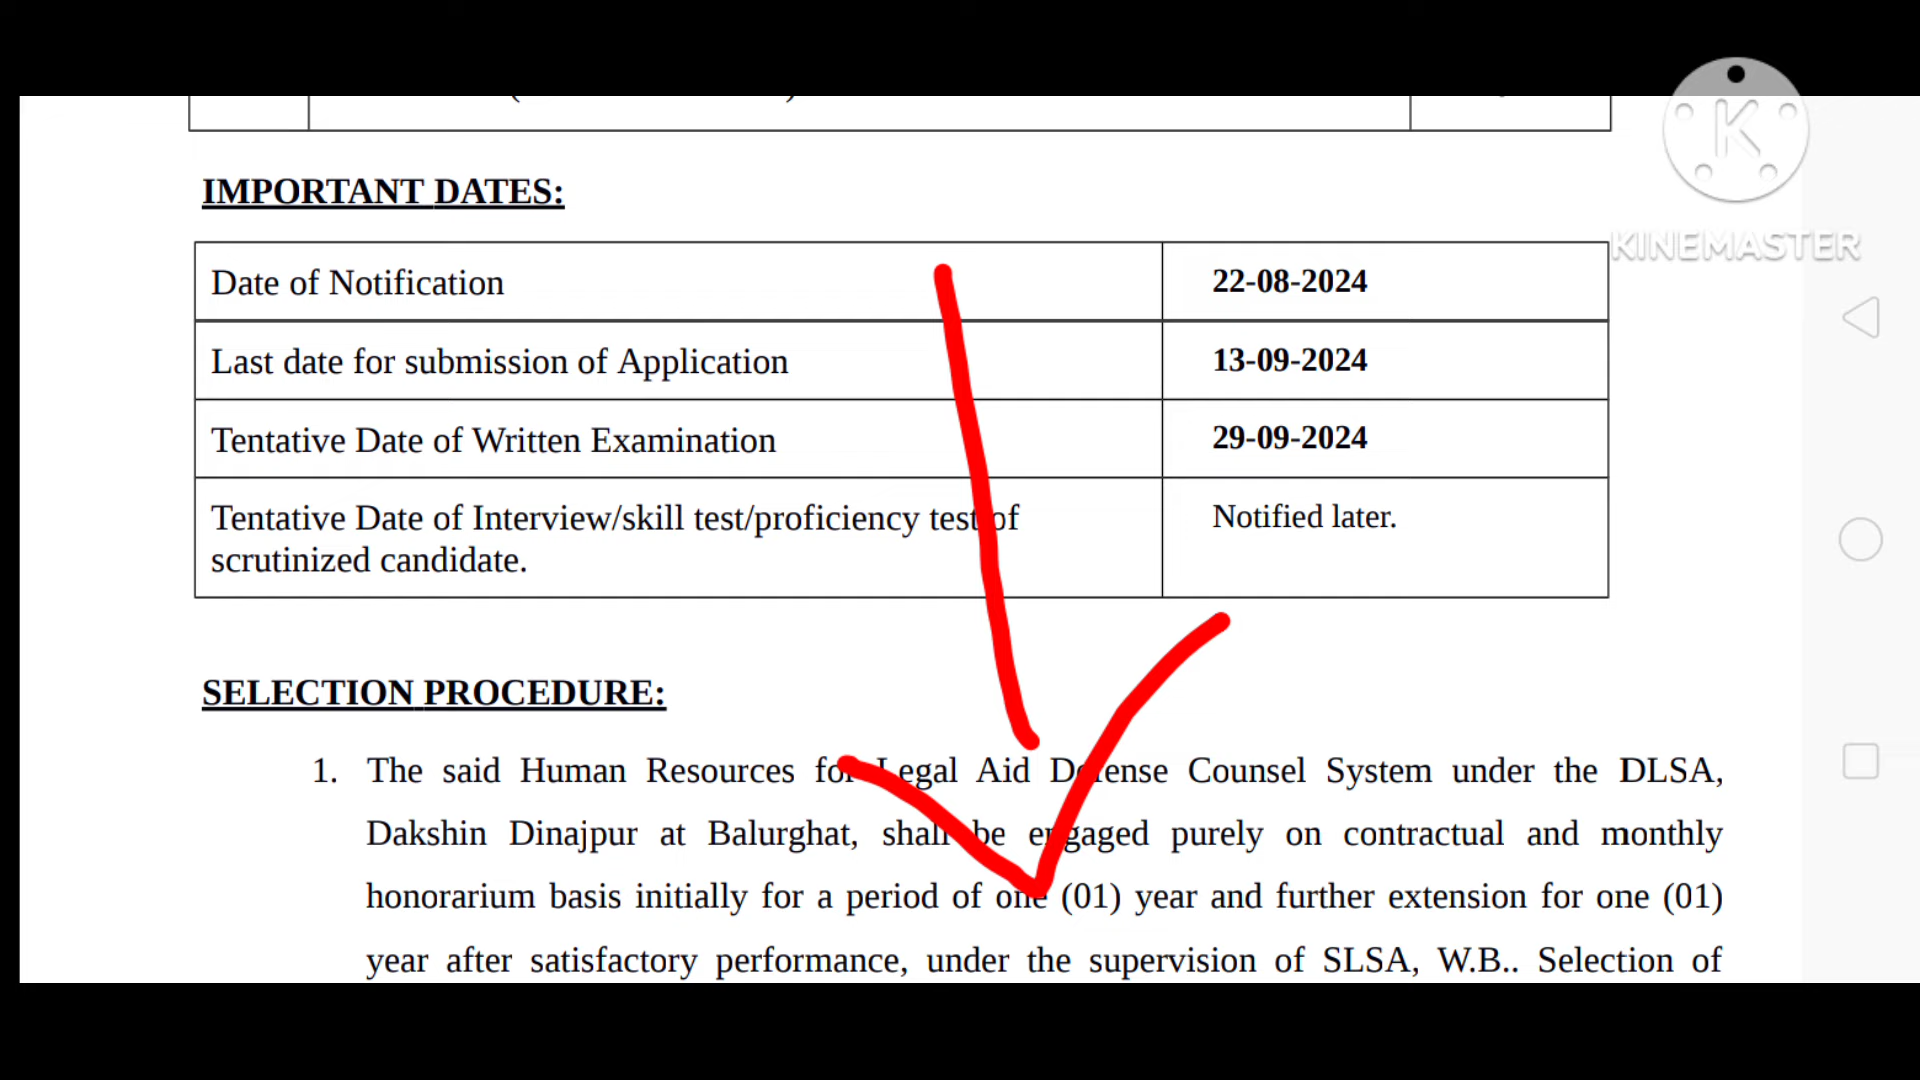 IMPORTANT DATES:
Date of Notification 22-08-2024
Last date for submission of Application 13-09-2024
Tentative Date of Written Examination 29-09-2024
Tentative Date of Interview/skill test/proficiency test of Notified later.
scrutinized candidate.
SELECTION PROCEDURE:
1. The said Human Resources for Legal Aid Defense Counsel System under the DLSA,
Dakshin Dinajpur at Balurghat, shall be engaged purely on contractual and monthly
honorarium basis initially for a period of one (01) year and further extension for one (01)
year after satisfactory performance, under the supervision of SLSA, W.B.. Selection of
K
KINEMASTER